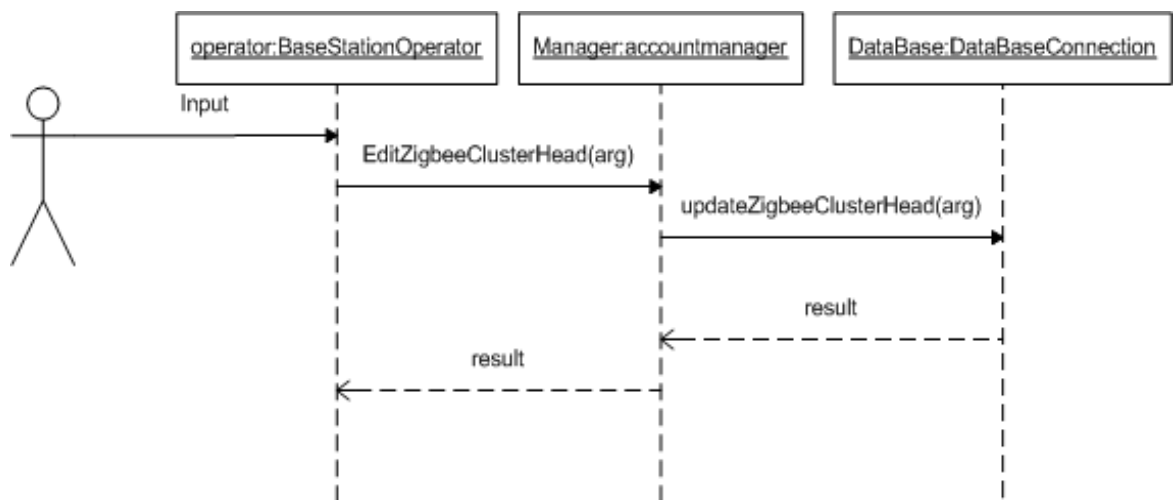 operator:BaseStationOperator
Manager:accountmanager
DataBase:DataBaseConnection
Input
EditZigbeeClusterHead(arg)
updateZigbeeClusterHead(arg)
result
result